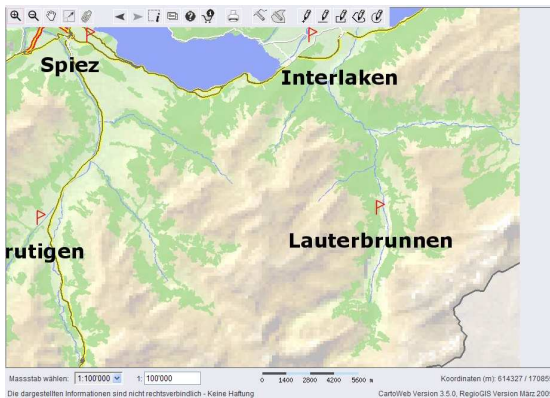 Spiez
Interlaken
rutigen
Lauterbrunnen
Massstab wählen: 1:100'000 1: 100'000
0 1400 2800 4200 5600 m
Koordinaten (m): 614327 / 17085
Die dargestellten Informationen sind nicht rechtsverbindlich - Keine Haftung
CartoWeb Version 3.5.0, RegioGIS Version März 200